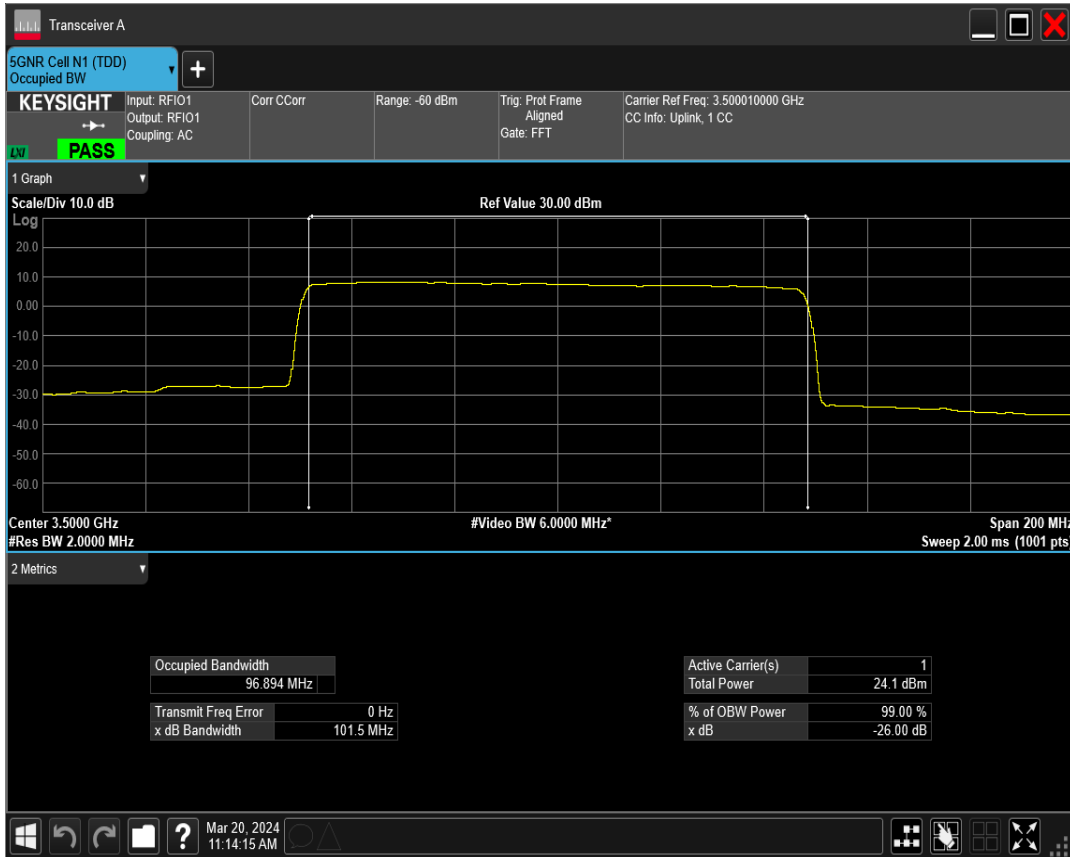 Transceiver A
5GNR Cell N1 (TDD)
Occupied BW
+
KEYSIGHT
LXI
PASS
Input: RFIO1
Output: RFIO1
Coupling: AC
Corr CCorr
Range: -60 dBm
Trig: Prot Frame
Aligned
Gate: FFT
Carrier Ref Freq: 3.500010000 GHz
CC Info: Uplink, 1 CC
1 Graph
Scale/Div 10.0 dB
Ref Value 30.00 dBm
Log
20.0
10.0
0.00
-10.0
-20.0
-30.0
-40.0
-50.0
-60.0
Center 3.5000 GHz
#Video BW 6.0000 MHz*
Span 200 MHz
#Res BW 2.0000 MHz
Sweep 2.00 ms (1001 pts
2 Metrics
Occupied Bandwidth
96.894 MHz
Transmit Freq Error 0 Hz
x dB Bandwidth 101.5 MHz
Active Carrier(s) 1
Total Power 24.1 dBm
% of OBW Power 99.00 %
x dB -26.00 dB
?
Mar 20, 2024
11:14:15 AM